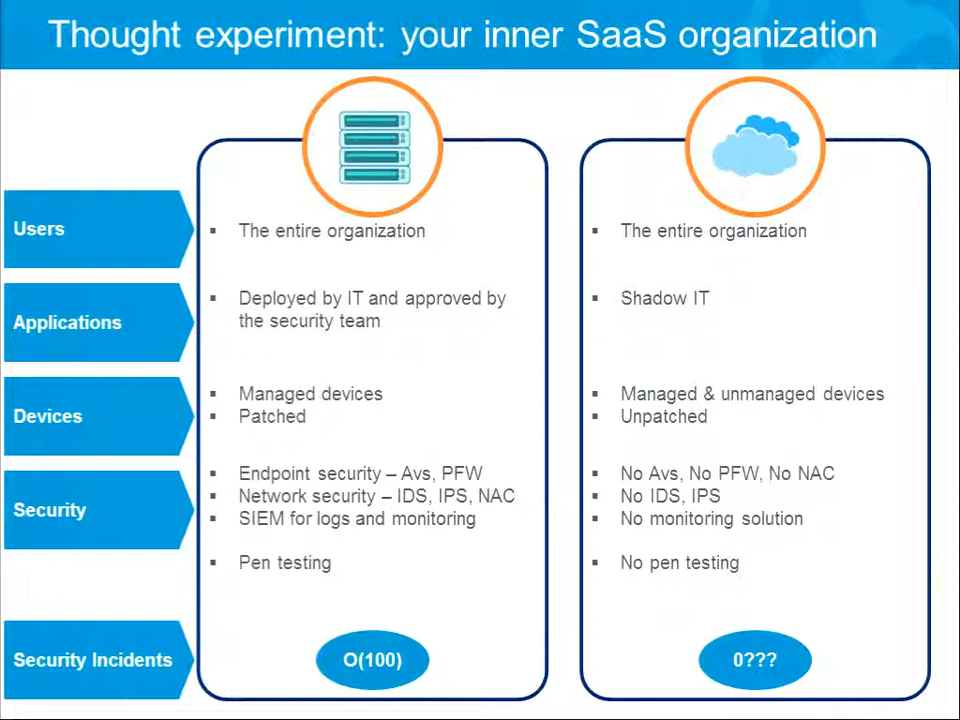 Thought experiment: your inner SaaS organization
Users
▪ The entire organization
▪ The entire organization
Applications
▪ Deployed by IT and approved by
the security team
▪ Shadow IT
Devices
▪ Managed devices
▪ Patched
▪ Managed & unmanaged devices
▪ Unpatched
Security
▪ Endpoint security – Avs, PFW
▪ Network security – IDS, IPS, NAC
▪ SIEM for logs and monitoring
▪ Pen testing
▪ No Avs, No PFW, No NAC
▪ No IDS, IPS
▪ No monitoring solution
▪ No pen testing
Security Incidents
O(100)
0???